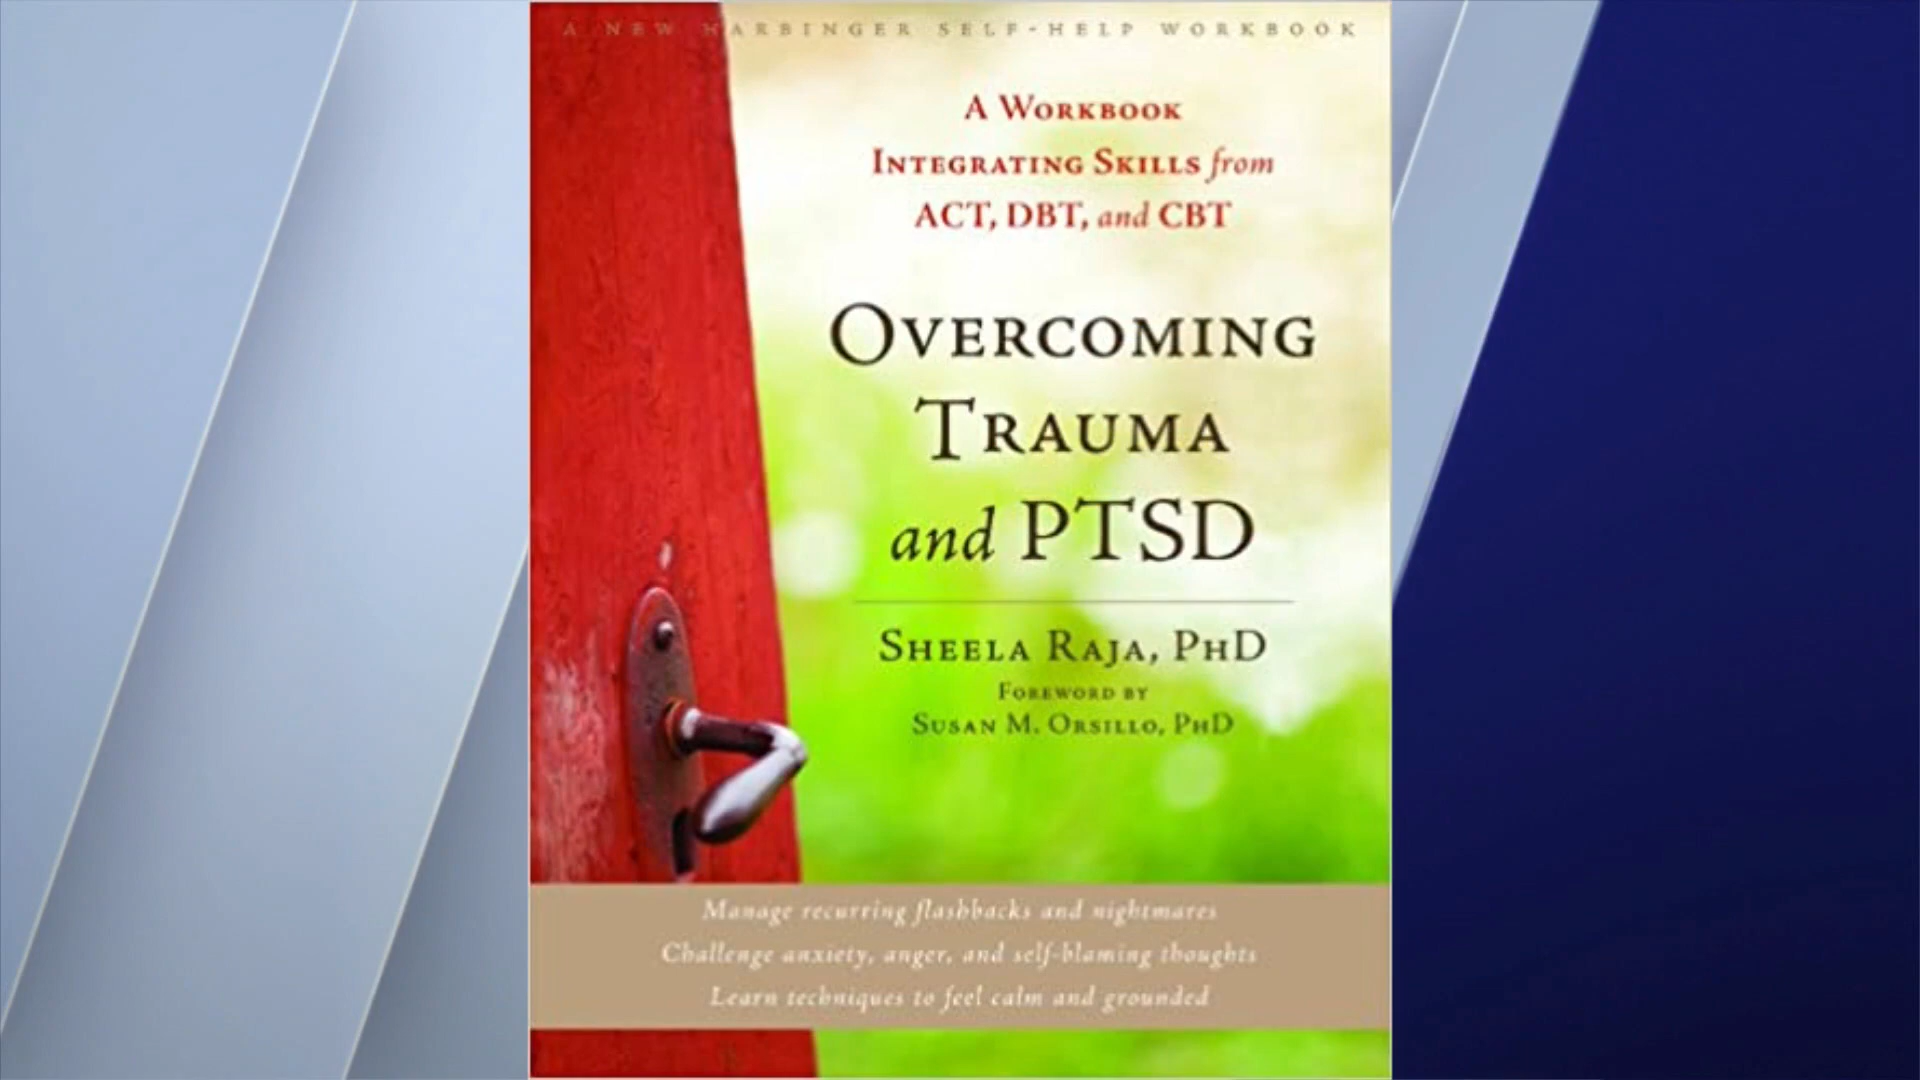 A NEW HARBINGER SELF-HELP WORKBOOK
A WORKBOOK
INTEGRATING SKILLS from
ACT, DBT, and CBT
OVERCOMING
TRAUMA
and PTSD
SHEELA RAJA, PHD
FOREWORD BY
SUSAN M. ORSILLO, PHD
Manage recurring flashbacks and nightmares
Challenge anxiety, anger, and self-blaming thoughts
Learn techniques to feel calm and grounded